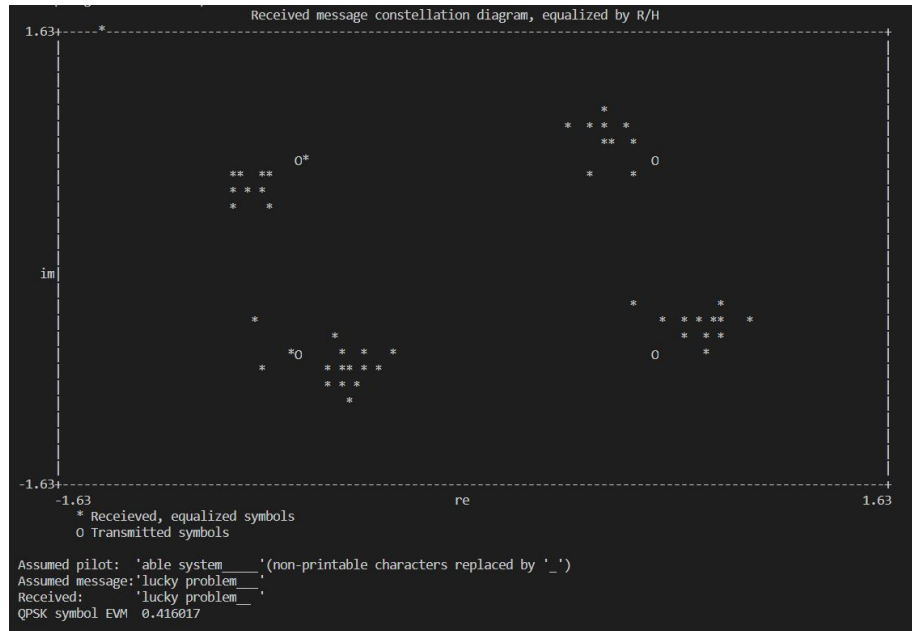 Received message constellation diagram, equalized by R/H
1.63
im
-1.63
-1.63 re 1.63
* Receieved, equalized symbols
O Transmitted symbols
Assumed pilot: 'able system_____'(non-printable characters replaced by '_')
Assumed message:'lucky problem___'
Received: 'lucky problem__ '
QPSK symbol EVM 0.416017